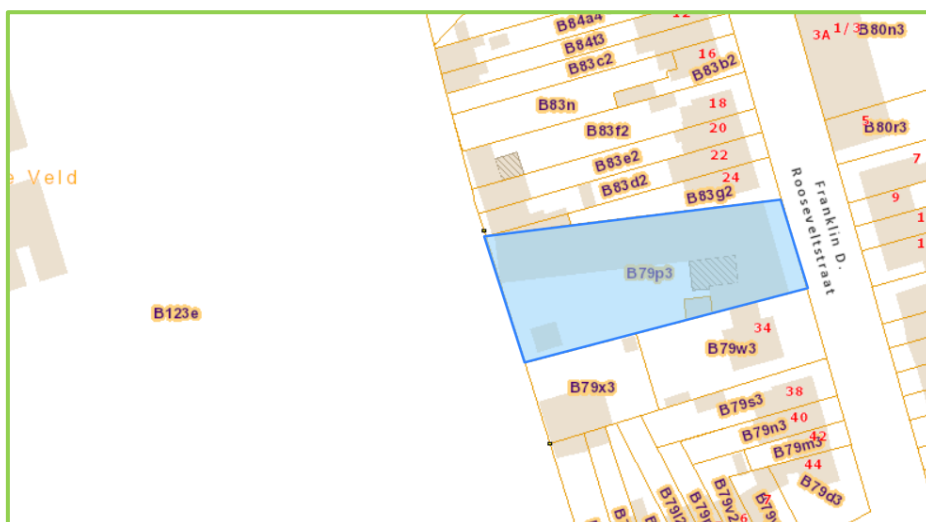 B84a4
12
B84t3
B83c2
16
B83b2
3A
1/3
B80n3
B83n
18
B83f2
20
5
B80r3
B83e2
22
7
e Veld
B83d2
24
B83g2
9
Franklin D.
Rooseveltstraat
B79p3
B123e
34
B79w3
B79x3
38
B79s3
40
B79n3
42
B79m3
44
B79d3